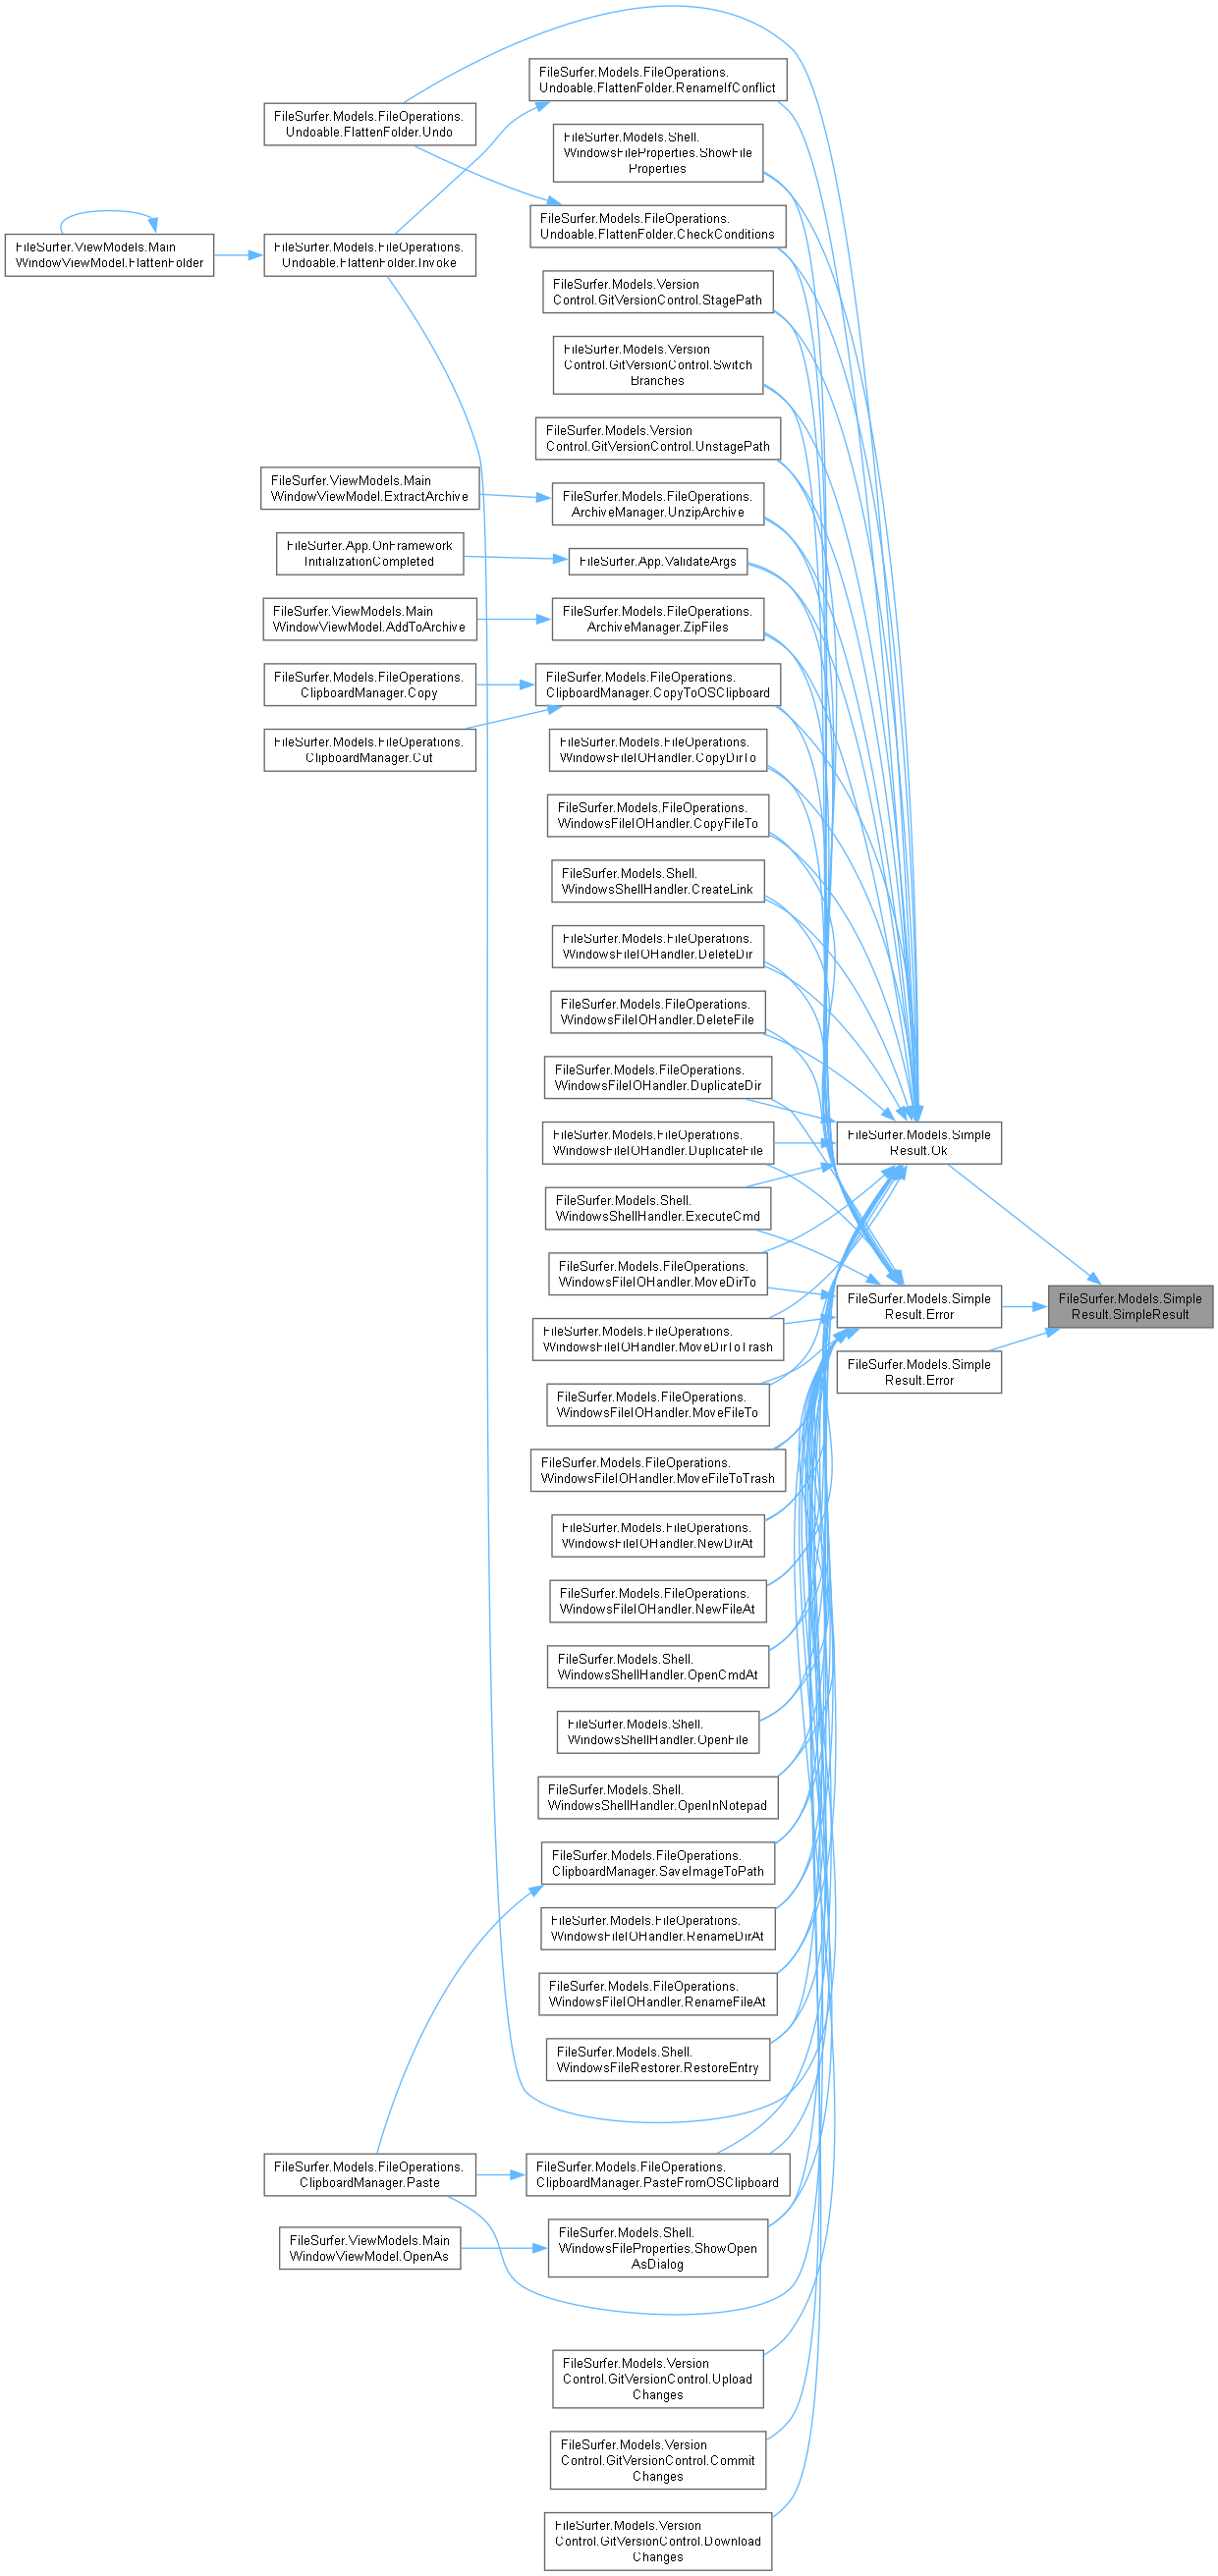 FileSurfer.Models.FileOperations.
Undoable.FlattenFolder.RenameIfConflict
FileSurfer.Models.FileOperations.
Undoable.FlattenFolder.Undo
FileSurfer.Models.Shell.
WindowsFileProperties.ShowFile
Properties
FileSurfer.Models.FileOperations.
Undoable.FlattenFolder.CheckConditions
FileSurfer.ViewModels.Main
WindowViewModel.FlattenFolder
FileSurfer.Models.FileOperations.
Undoable.FlattenFolder.Invoke
FileSurfer.Models.Version
Control.GitVersionControl.StagePath
FileSurfer.Models.Version
Control.GitVersionControl.Switch
Branches
FileSurfer.Models.Version
Control.GitVersionControl.UnstagePath
FileSurfer.ViewModels.Main
WindowViewModel.ExtractArchive
FileSurfer.Models.FileOperations.
ArchiveManager.UnzipArchive
FileSurfer.App.OnFramework
InitializationCompleted
FileSurfer.App.ValidateArgs
FileSurfer.ViewModels.Main
WindowViewModel.AddToArchive
FileSurfer.Models.FileOperations.
ArchiveManager.ZipFiles
FileSurfer.Models.FileOperations.
ClipboardManager.Copy
FileSurfer.Models.FileOperations.
ClipboardManager.CopyToOSClipboard
FileSurfer.Models.FileOperations.
ClipboardManager.Cut
FileSurfer.Models.FileOperations.
WindowsFileIOHandler.CopyDirTo
FileSurfer.Models.FileOperations.
WindowsFileIOHandler.CopyFileTo
FileSurfer.Models.Shell.
WindowsShellHandler.CreateLink
FileSurfer.Models.FileOperations.
WindowsFileIOHandler.DeleteDir
FileSurfer.Models.FileOperations.
WindowsFileIOHandler.DeleteFile
FileSurfer.Models.FileOperations.
WindowsFileIOHandler.DuplicateDir
FileSurfer.Models.FileOperations.
WindowsFileIOHandler.DuplicateFile
FileSurfer.Models.Simple
Result.Ok
FileSurfer.Models.Shell.
WindowsShellHandler.ExecuteCmd
FileSurfer.Models.FileOperations.
WindowsFileIOHandler.MoveDirTo
FileSurfer.Models.Simple
Result.Error
FileSurfer.Models.Simple
Result.SimpleResult
FileSurfer.Models.FileOperations.
WindowsFileIOHandler.MoveDirToTrash
FileSurfer.Models.Simple
Result.Error
FileSurfer.Models.FileOperations.
WindowsFileIOHandler.MoveFileTo
FileSurfer.Models.FileOperations.
WindowsFileIOHandler.MoveFileToTrash
FileSurfer.Models.FileOperations.
WindowsFileIOHandler.NewDirAt
FileSurfer.Models.FileOperations.
WindowsFileIOHandler.NewFileAt
FileSurfer.Models.Shell.
WindowsShellHandler.OpenCmdAt
FileSurfer.Models.Shell.
WindowsShellHandler.OpenFile
FileSurfer.Models.Shell.
WindowsShellHandler.OpenInNotepad
FileSurfer.Models.FileOperations.
ClipboardManager.SaveImageToPath
FileSurfer.Models.FileOperations.
WindowsFileIOHandler.RenameDirAt
FileSurfer.Models.FileOperations.
WindowsFileIOHandler.RenameFileAt
FileSurfer.Models.Shell.
WindowsFileRestorer.RestoreEntry
FileSurfer.Models.FileOperations.
ClipboardManager.Paste
FileSurfer.Models.FileOperations.
ClipboardManager.PasteFromOSClipboard
FileSurfer.ViewModels.Main
WindowViewModel.OpenAs
FileSurfer.Models.Shell.
WindowsFileProperties.ShowOpen
AsDialog
FileSurfer.Models.Version
Control.GitVersionControl.Upload
Changes
FileSurfer.Models.Version
Control.GitVersionControl.Commit
Changes
FileSurfer.Models.Version
Control.GitVersionControl.Download
Changes